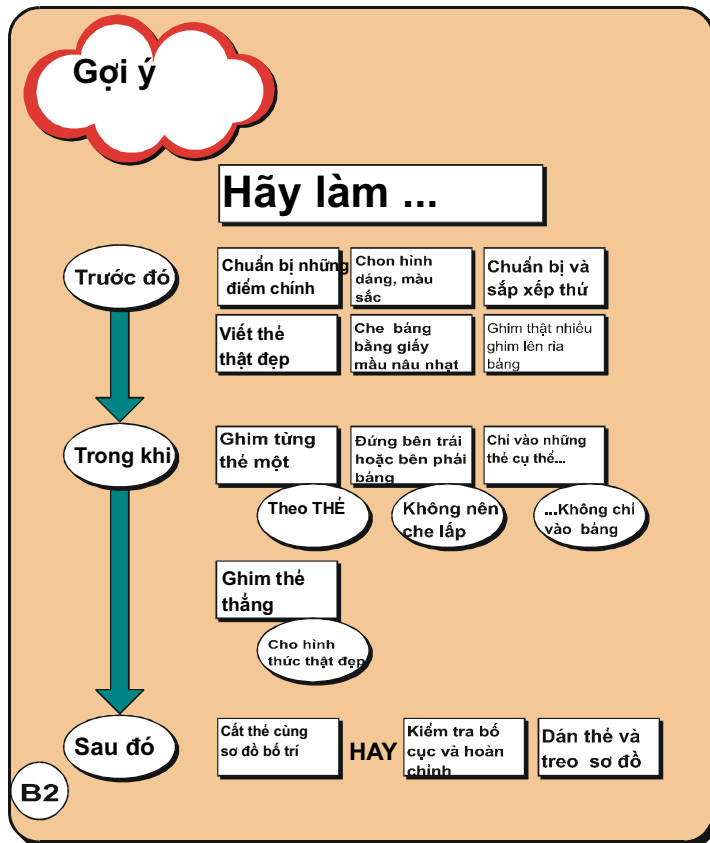 Gợi ý
Hãy làm ...
Trước đó
Chuẩn bị những
điểm chính
Chon hình
dáng, màu
sắc
Chuẩn bị và
sắp xếp thứ
Viết thẻ
thật đẹp
Che bảng
bằng giấy
mầu nâu nhạt
Ghim thật nhiều
ghim lên rìa
bảng
Trong khi
Ghim từng
thẻ một
Đứng bên trái
hoặc bên phải
bảng
Chỉ vào những
thẻ cụ thể...
Theo THẺ
Không nên
che lấp
...Không chỉ
vào bảng
Ghim thẻ
thẳng
Cho hình
thức thật đẹp
Sau đó
Cất thẻ cùng
sơ đồ bố trí
HAY
Kiểm tra bố
cục và hoàn
chỉnh
Dán thẻ và
treo sơ đồ
B2